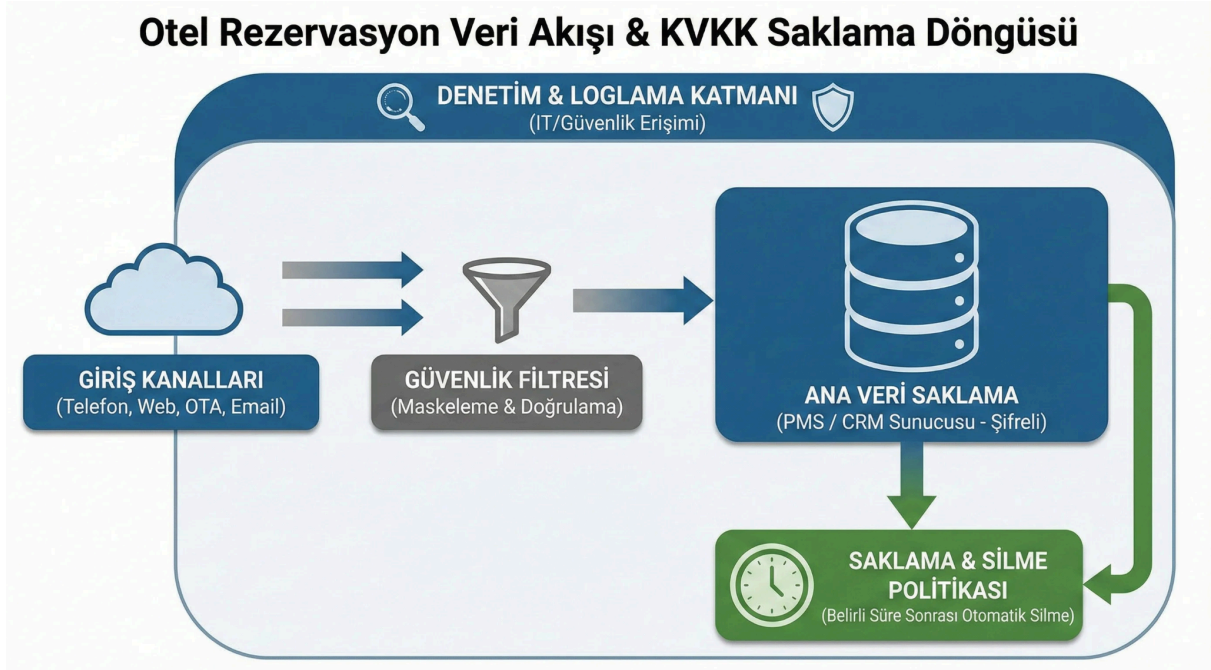 Otel Rezervasyon Veri Akışı & KVKK Saklama Döngüsü
DENETİM & LOGLAMA KATMANI
(IT/Güvenlik Erişimi)
GİRİŞ KANALLARI
(Telefon, Web, OTA, Email)
GÜVENLİK FİLTRESİ
(Maskeleme & Doğrulama)
ANA VERİ SAKLAMA
(PMS / CRM Sunucusu - Şifreli)
SAKLAMA & SİLME
POLİTİKASI
(Belirli Süre Sonrası Otomatik Silme)